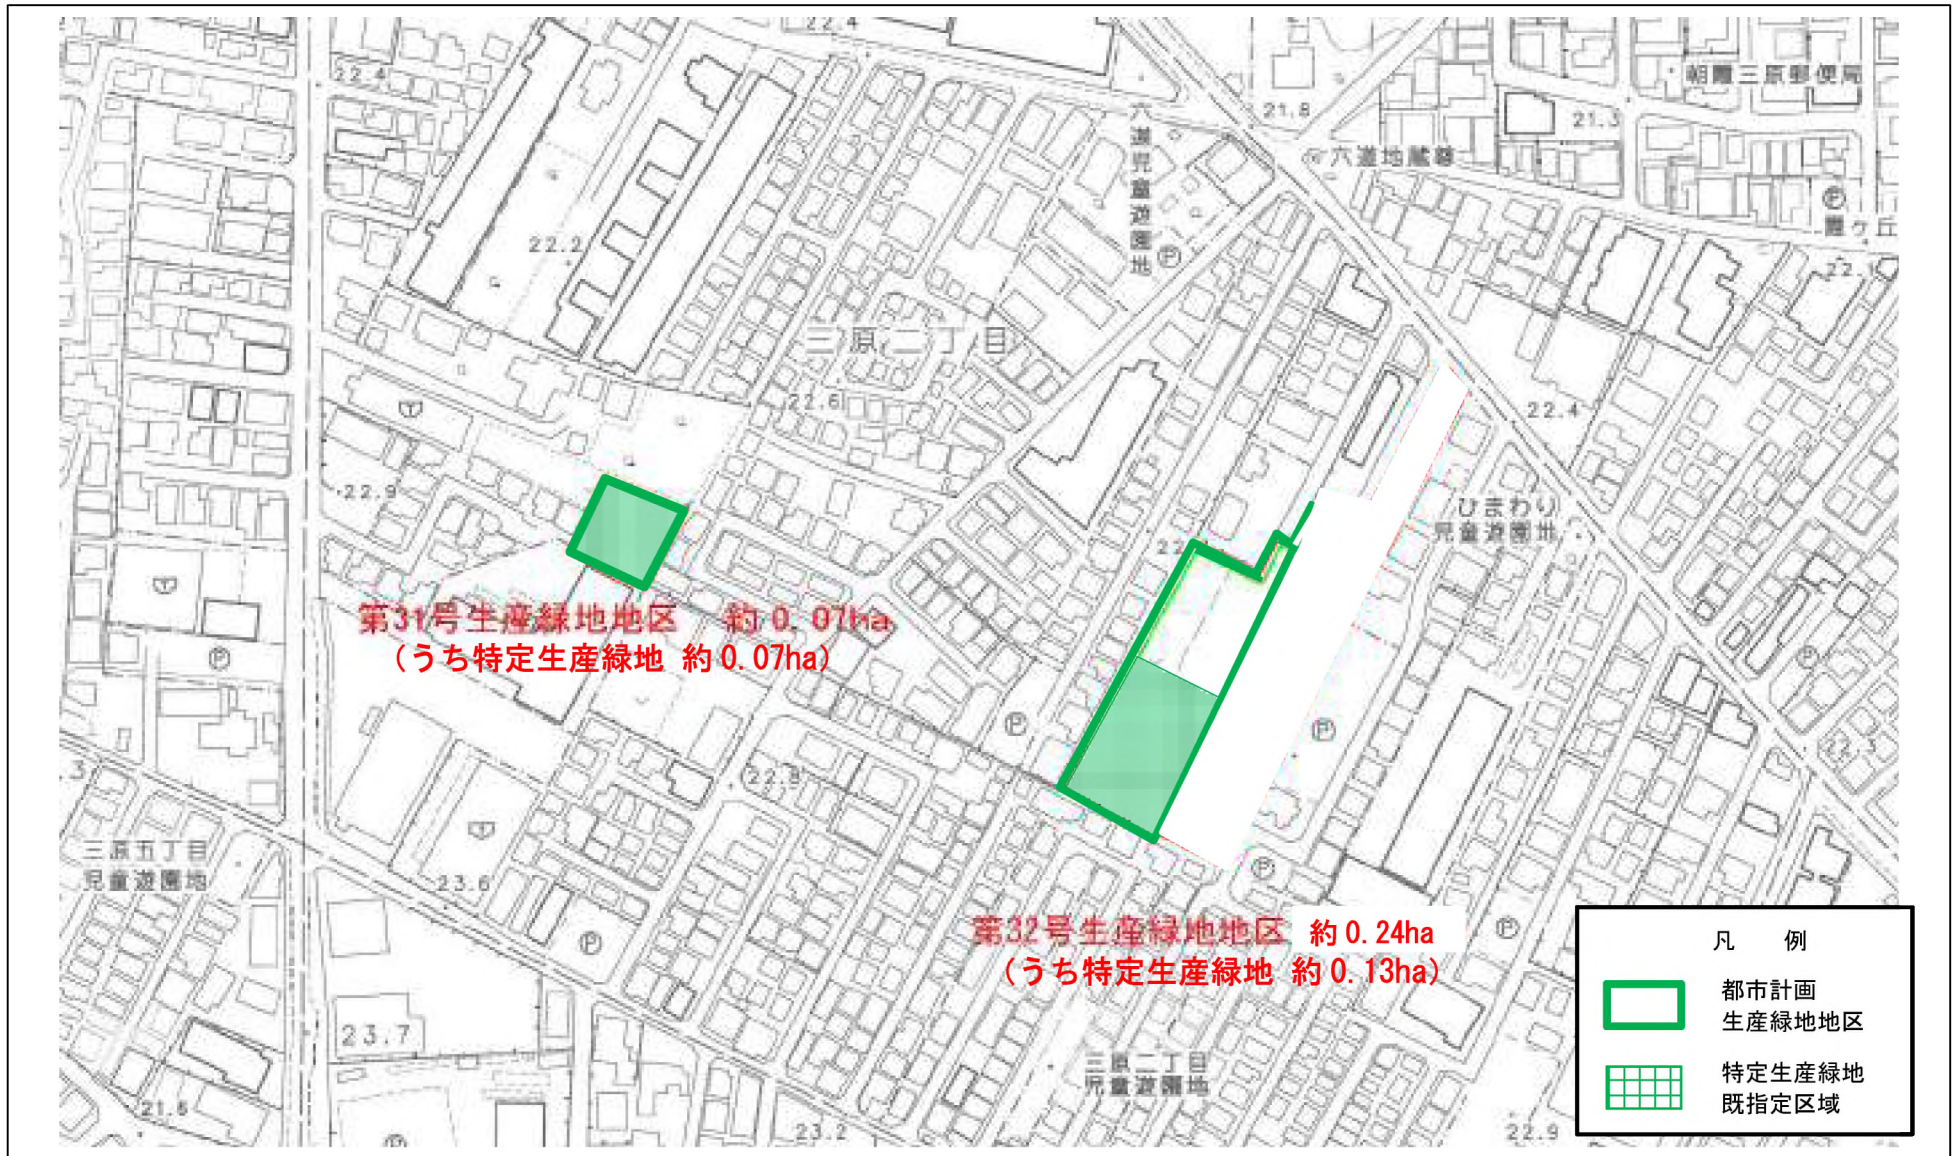 22.4
22.4
朝霞三原郵便局
21.8
21.3
六道児童遊園地
六道地蔵尊
P
霞ヶ丘
22.1
22.2
P
三原二丁目
22.6
22.4
22.9
ひまわり
児童遊園地
第31号生産緑地地区 約0.07ha
(うち特定生産緑地 約0.07ha)
P
P
P
P
22.3
22.8
三原五丁目
児童遊園地
23.6
P
P
P
第32号生産緑地地区 約0.24ha
(うち特定生産緑地 約0.13ha)
凡 例
都市計画
生産緑地地区
特定生産緑地
既指定区域
23.7
三原二丁目
児童遊園地
21.5
23.2
22.9